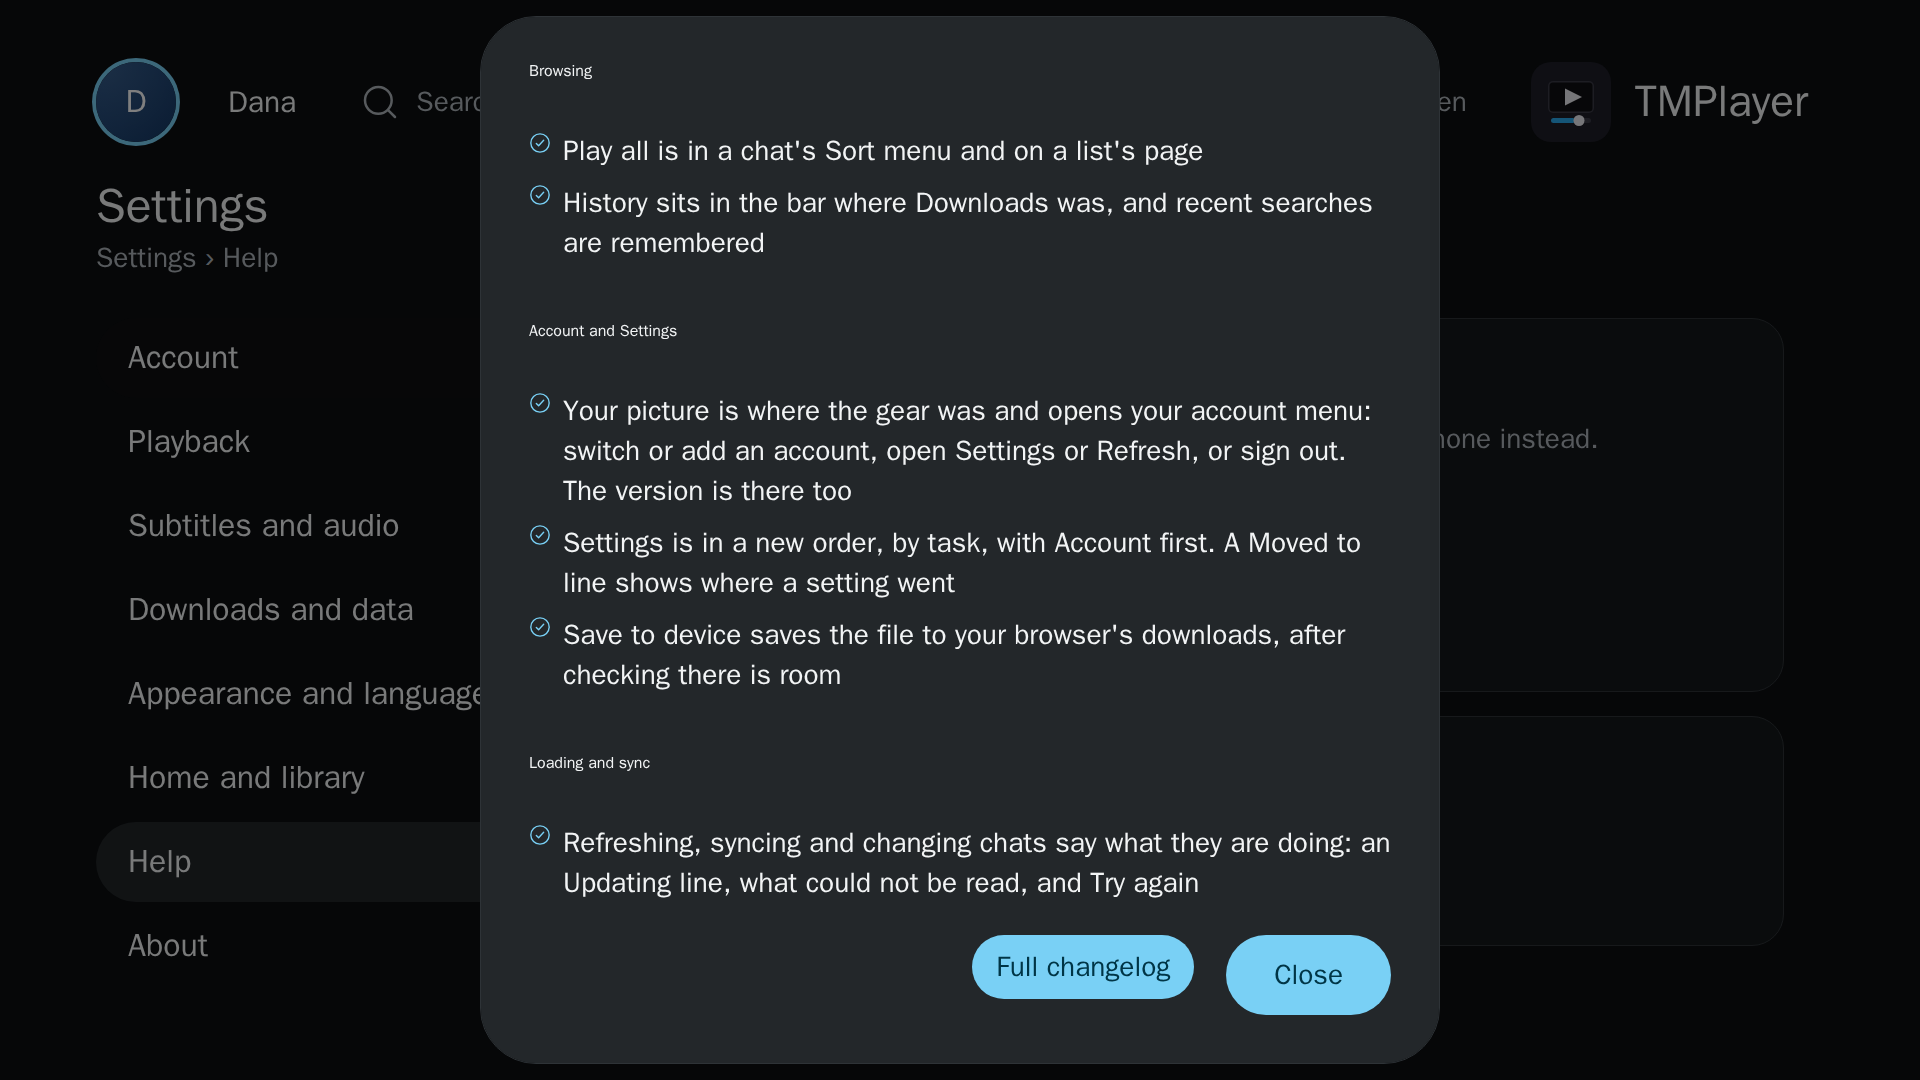 D
Dana
Searc
en
TMPlayer
Settings
Settings › Help
Account
Playback
Subtitles and audio
Downloads and data
Appearance and language
Home and library
Help
About
Browsing
Play all is in a chat's Sort menu and on a list's page
History sits in the bar where Downloads was, and recent searches
are remembered
Account and Settings
Your picture is where the gear was and opens your account menu:
switch or add an account, open Settings or Refresh, or sign out.
The version is there too
Settings is in a new order, by task, with Account first. A Moved to
line shows where a setting went
Save to device saves the file to your browser's downloads, after
checking there is room
Loading and sync
Refreshing, syncing and changing chats say what they are doing: an
Updating line, what could not be read, and Try again
Full changelog
Close
instead.